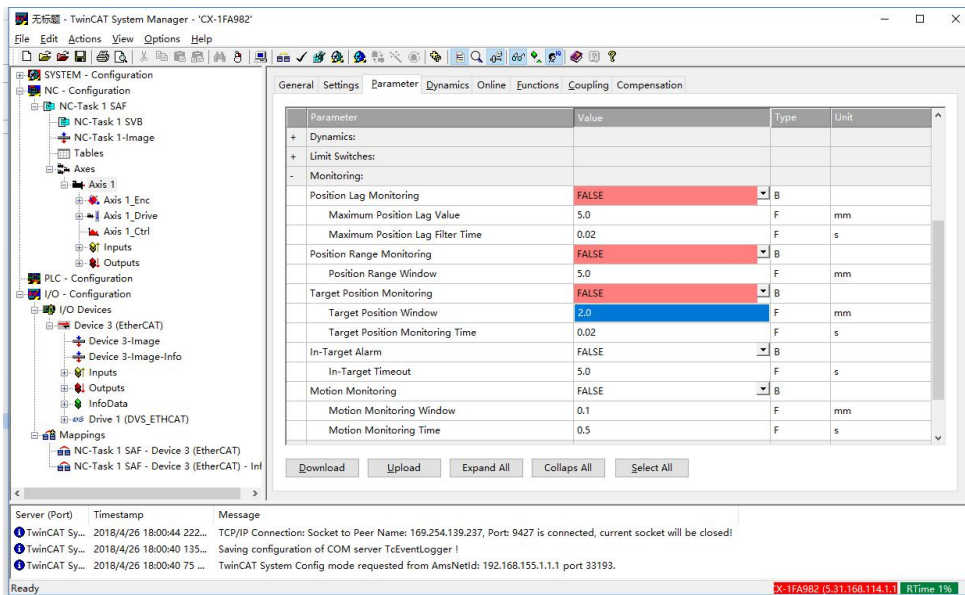 无标题 - TwinCAT System Manager - 'CX-1FA982'
File Edit Actions View Options Help
SYSTEM - Configuration
NC - Configuration
NC-Task 1 SAF
NC-Task 1 SVB
NC-Task 1-Image
Tables
Axes
Axis 1
Axis 1_Enc
Axis 1_Drive
Axis 1_Ctrl
Inputs
Outputs
PLC - Configuration
I/O - Configuration
I/O Devices
Device 3 (EtherCAT)
Device 3-Image
Device 3-Image-Info
Inputs
Outputs
InfoData
Drive 1 (DVS_ETHCAT)
Mappings
NC-Task 1 SAF - Device 3 (EtherCAT)
NC-Task 1 SAF - Device 3 (EtherCAT) - Inf
General Settings Parameter Dynamics Online Functions Coupling Compensation
Parameter Value Type Unit
+ Dynamics:
+ Limit Switches:
- Monitoring:
Position Lag Monitoring FALSE B
Maximum Position Lag Value 5.0 F mm
Maximum Position Lag Filter Time 0.02 F s
Position Range Monitoring FALSE B
Position Range Window 5.0 F mm
Target Position Monitoring FALSE B
Target Position Window 2.0 F mm
Target Position Monitoring Time 0.02 F s
In-Target Alarm FALSE B
In-Target Timeout 5.0 F s
Motion Monitoring FALSE B
Motion Monitoring Window 0.1 F mm
Motion Monitoring Time 0.5 F s
Download Upload Expand All Collaps All Select All
Server (Port) Timestamp Message
TwinCAT Sy... 2018/4/26 18:00:44 222... TCP/IP Connection: Socket to Peer Name: 169.254.139.237, Port: 9427 is connected, current socket will be closed!
TwinCAT Sy... 2018/4/26 18:00:40 135... Saving configuration of COM server TcEventLogger !
TwinCAT Sy... 2018/4/26 18:00:40 75 ... TwinCAT System Config mode requested from AmsNetId: 192.168.155.1.1.1 port 33193.
Ready CX-1FA982 (5.31.168.114.1.1 RTime 1%